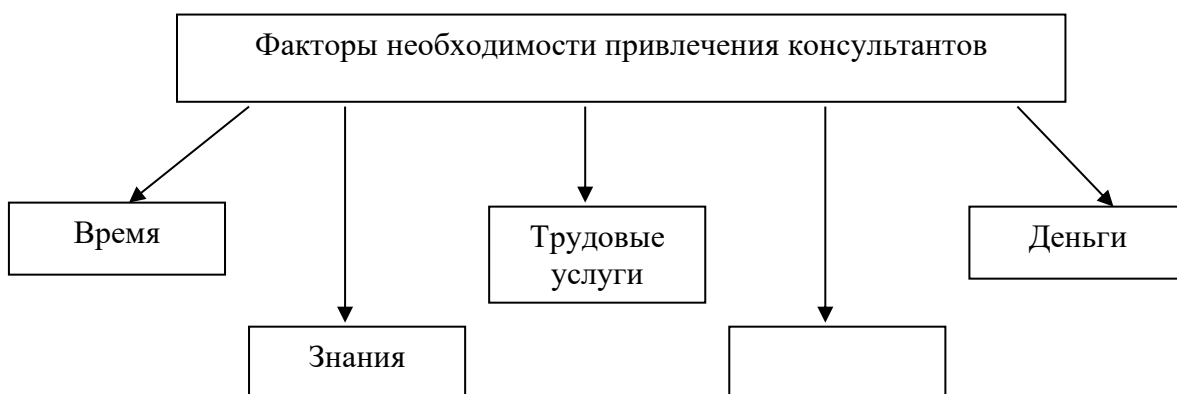 Факторы необходимости привлечения консультантов
Время
Трудовые
услуги
Деньги
Знания